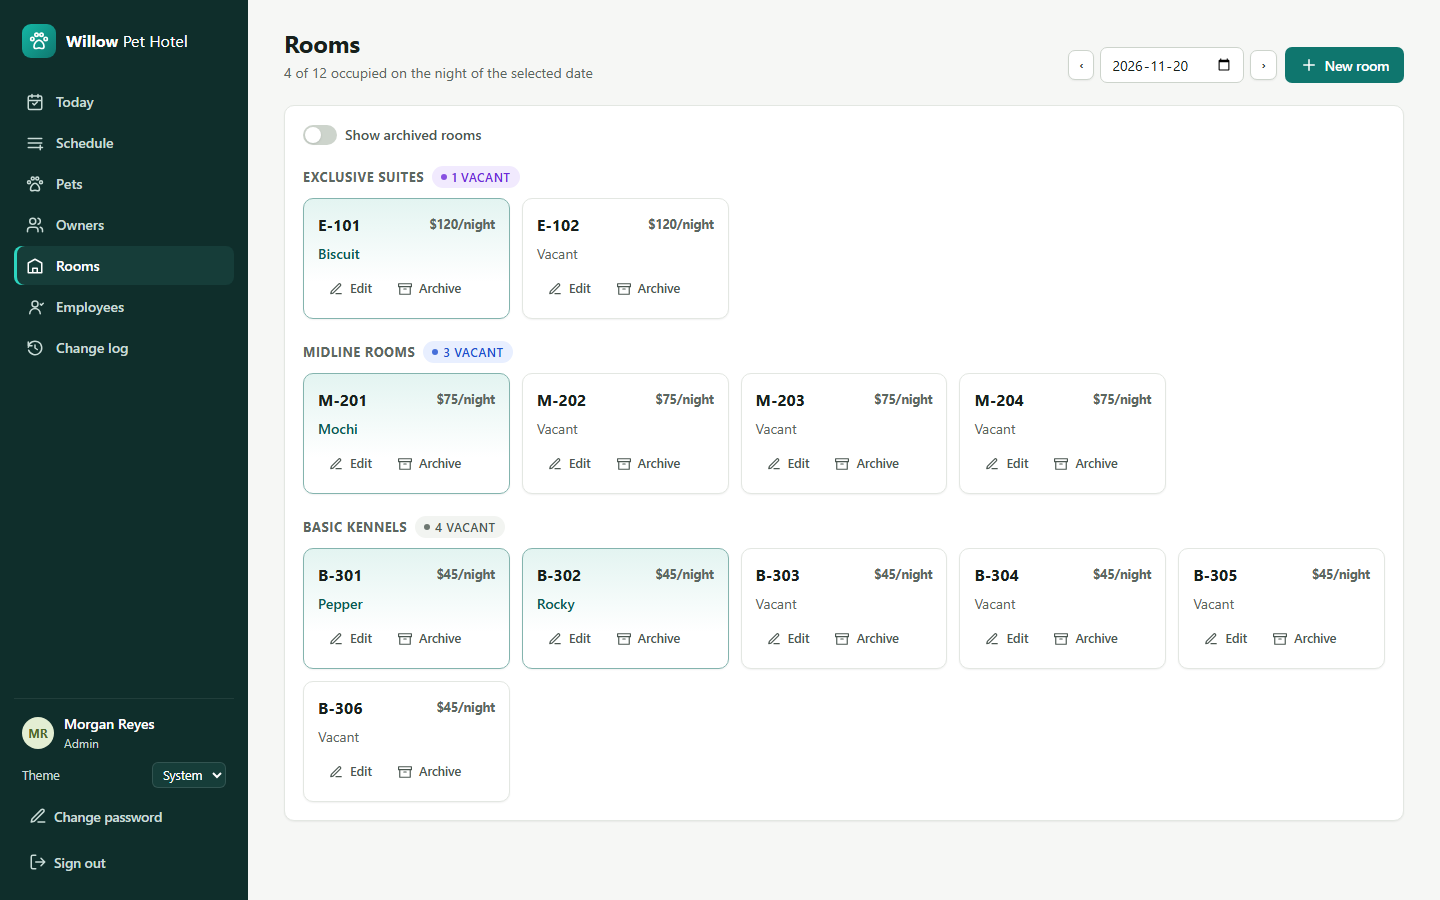 Willow Pet Hotel
Today
Schedule
Pets
Owners
Rooms
Employees
Change log
MR
Morgan Reyes
Admin
Theme
System
Change password
Sign out
Rooms
4 of 12 occupied on the night of the selected date
‹
2026-11-20
›
+ New room
Show archived rooms
EXCLUSIVE SUITES
1 VACANT
E-101
$120/night
Biscuit
Edit
Archive
E-102
$120/night
Vacant
Edit
Archive
MIDLINE ROOMS
3 VACANT
M-201
$75/night
Mochi
Edit
Archive
M-202
$75/night
Vacant
Edit
Archive
M-203
$75/night
Vacant
Edit
Archive
M-204
$75/night
Vacant
Edit
Archive
BASIC KENNELS
4 VACANT
B-301
$45/night
Pepper
Edit
Archive
B-302
$45/night
Rocky
Edit
Archive
B-303
$45/night
Vacant
Edit
Archive
B-304
$45/night
Vacant
Edit
Archive
B-305
$45/night
Vacant
Edit
Archive
B-306
$45/night
Vacant
Edit
Archive